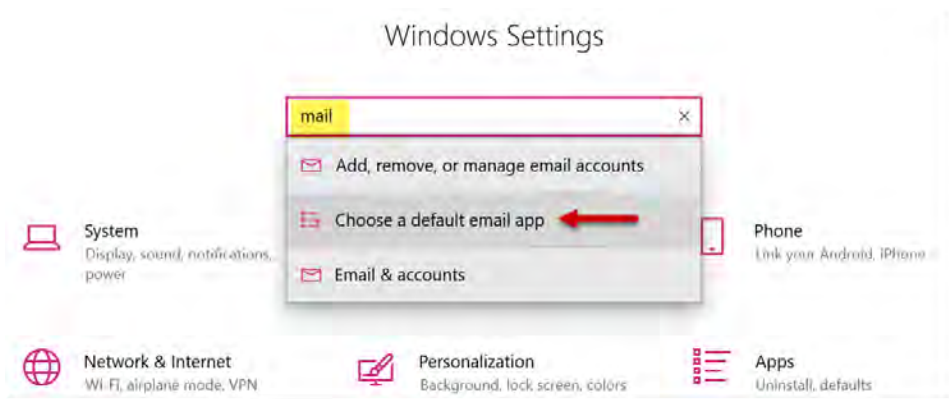 Windows Settings
mail
Add, remove, or manage email accounts
Choose a default email app
Email & accounts
System
Display, sound, notifications,
power
Phone
Link your Android, iPhone
Network & Internet
Wi-Fi, airplane mode, VPN
Personalization
Background, lock screen, colors
Apps
Uninstall, defaults